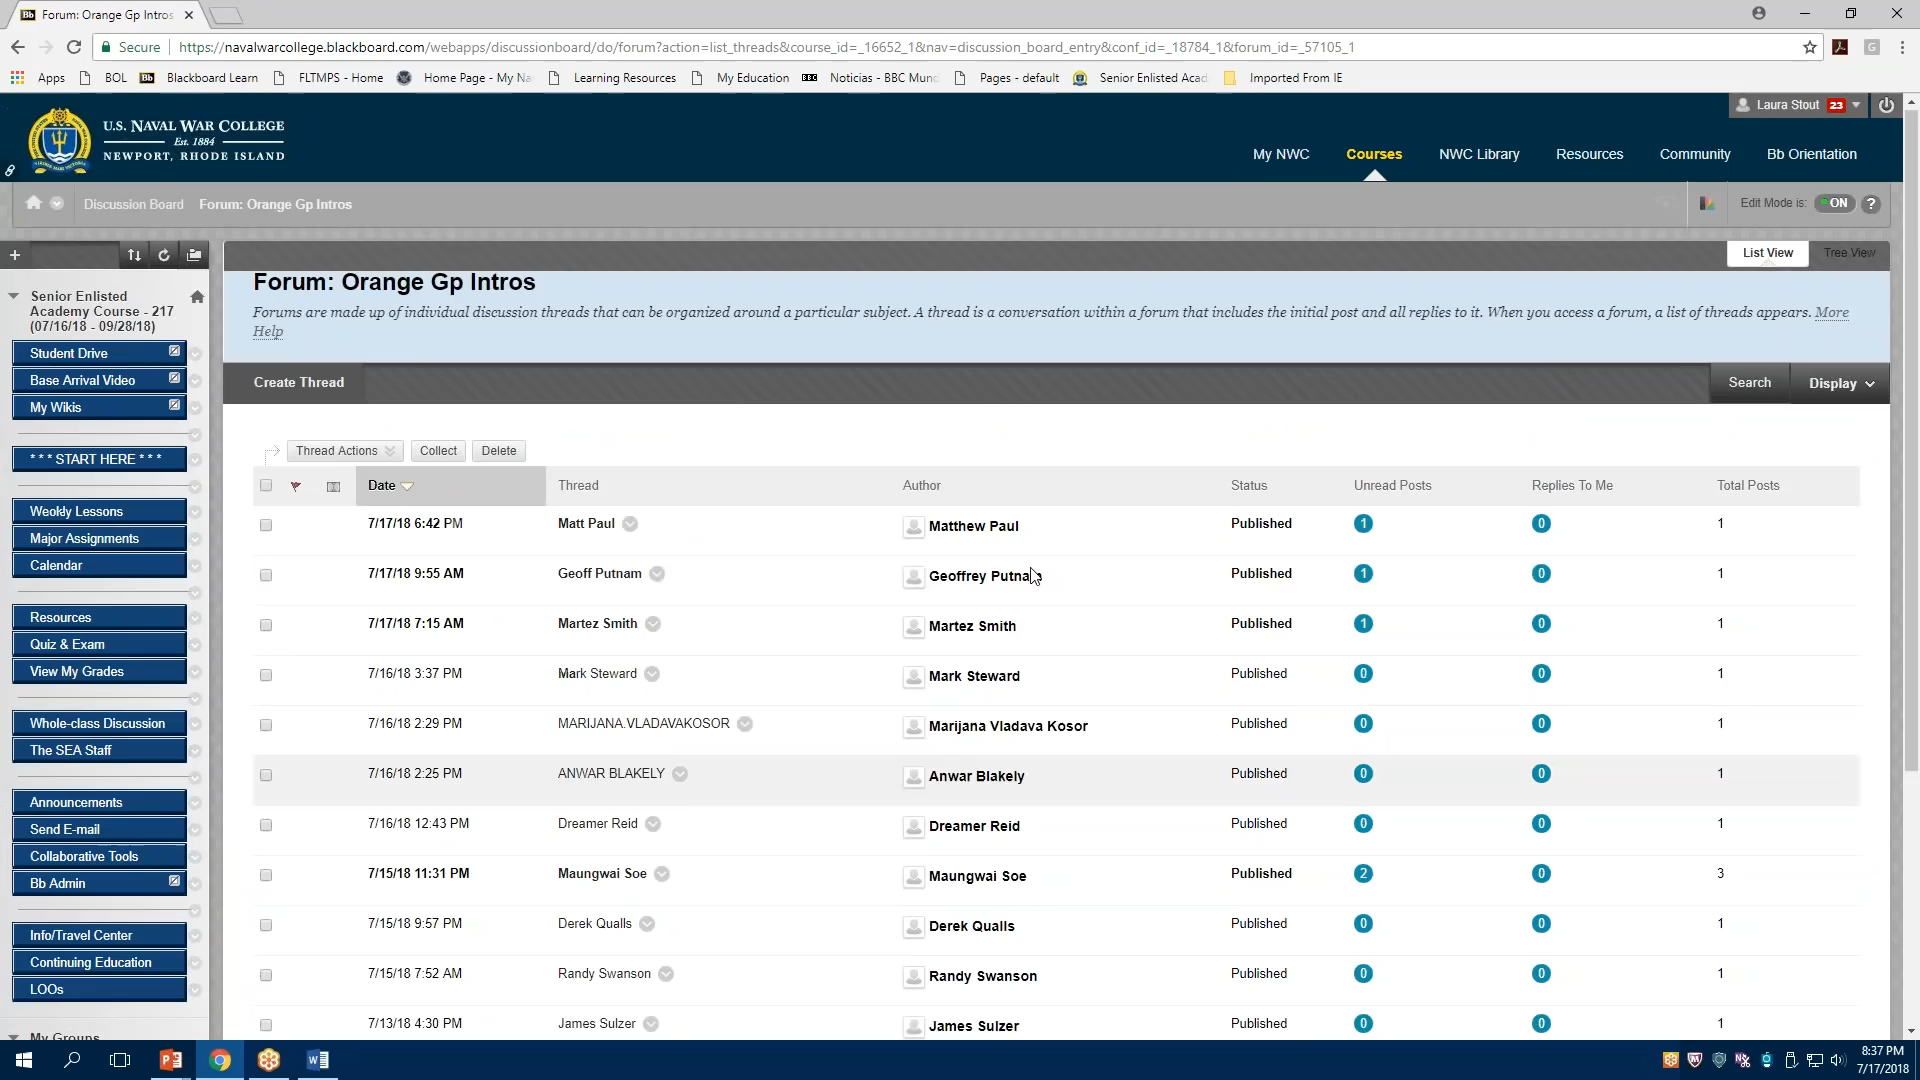 Forum: Orange Gp Intros
Secure
https://navalwarcollege.blackboard.com/webapps/discussionboard/do/forum?action=list_threads&course_id=_16652_1&nav=discussion_board_entry&conf_id=_18784_1&forum_id=_57105_1
Apps BOL Bb Blackboard Learn FLTMPS - Home Home Page - My Na Learning Resources My Education BBC Noticias - BBC Mund Pages - default Senior Enlisted Acad Imported From IE
Laura Stout 23
U.S. NAVAL WAR COLLEGE
Est. 1884
NEWPORT, RHODE ISLAND
My NWC Courses NWC Library Resources Community Bb Orientation
Discussion Board Forum: Orange Gp Intros
Edit Mode is: ON ?
List View Tree View
Senior Enlisted
Academy Course - 217
(07/16/18 - 09/28/18)
Student Drive
Base Arrival Video
My Wikis
* * * START HERE * * *
Weekly Lessons
Major Assignments
Calendar
Resources
Quiz & Exam
View My Grades
Whole-class Discussion
The SEA Staff
Announcements
Send E-mail
Collaborative Tools
Bb Admin
Info/Travel Center
Continuing Education
LOOs
My Groups
Forum: Orange Gp Intros
Forums are made up of individual discussion threads that can be organized around a particular subject. A thread is a conversation within a forum that includes the initial post and all replies to it. When you access a forum, a list of threads appears. More
Help
Create Thread
Search Display
Thread Actions Collect Delete
Date Thread Author Status Unread Posts Replies To Me Total Posts
7/17/18 6:42 PM Matt Paul Matthew Paul Published 1 0 1
7/17/18 9:55 AM Geoff Putnam Geoffrey Putnam Published 1 0 1
7/17/18 7:15 AM Martez Smith Martez Smith Published 1 0 1
7/16/18 3:37 PM Mark Steward Mark Steward Published 0 0 1
7/16/18 2:29 PM MARIJANA.VLADAVAKOSOR Marijana Vladava Kosor Published 0 0 1
7/16/18 2:25 PM ANWAR BLAKELY Anwar Blakely Published 0 0 1
7/16/18 12:43 PM Dreamer Reid Dreamer Reid Published 0 0 1
7/15/18 11:31 PM Maungwai Soe Maungwai Soe Published 2 0 3
7/15/18 9:57 PM Derek Qualls Derek Qualls Published 0 0 1
7/15/18 7:52 AM Randy Swanson Randy Swanson Published 0 0 1
7/13/18 4:30 PM James Sulzer James Sulzer Published 0 0 1
8:37 PM
7/17/2018